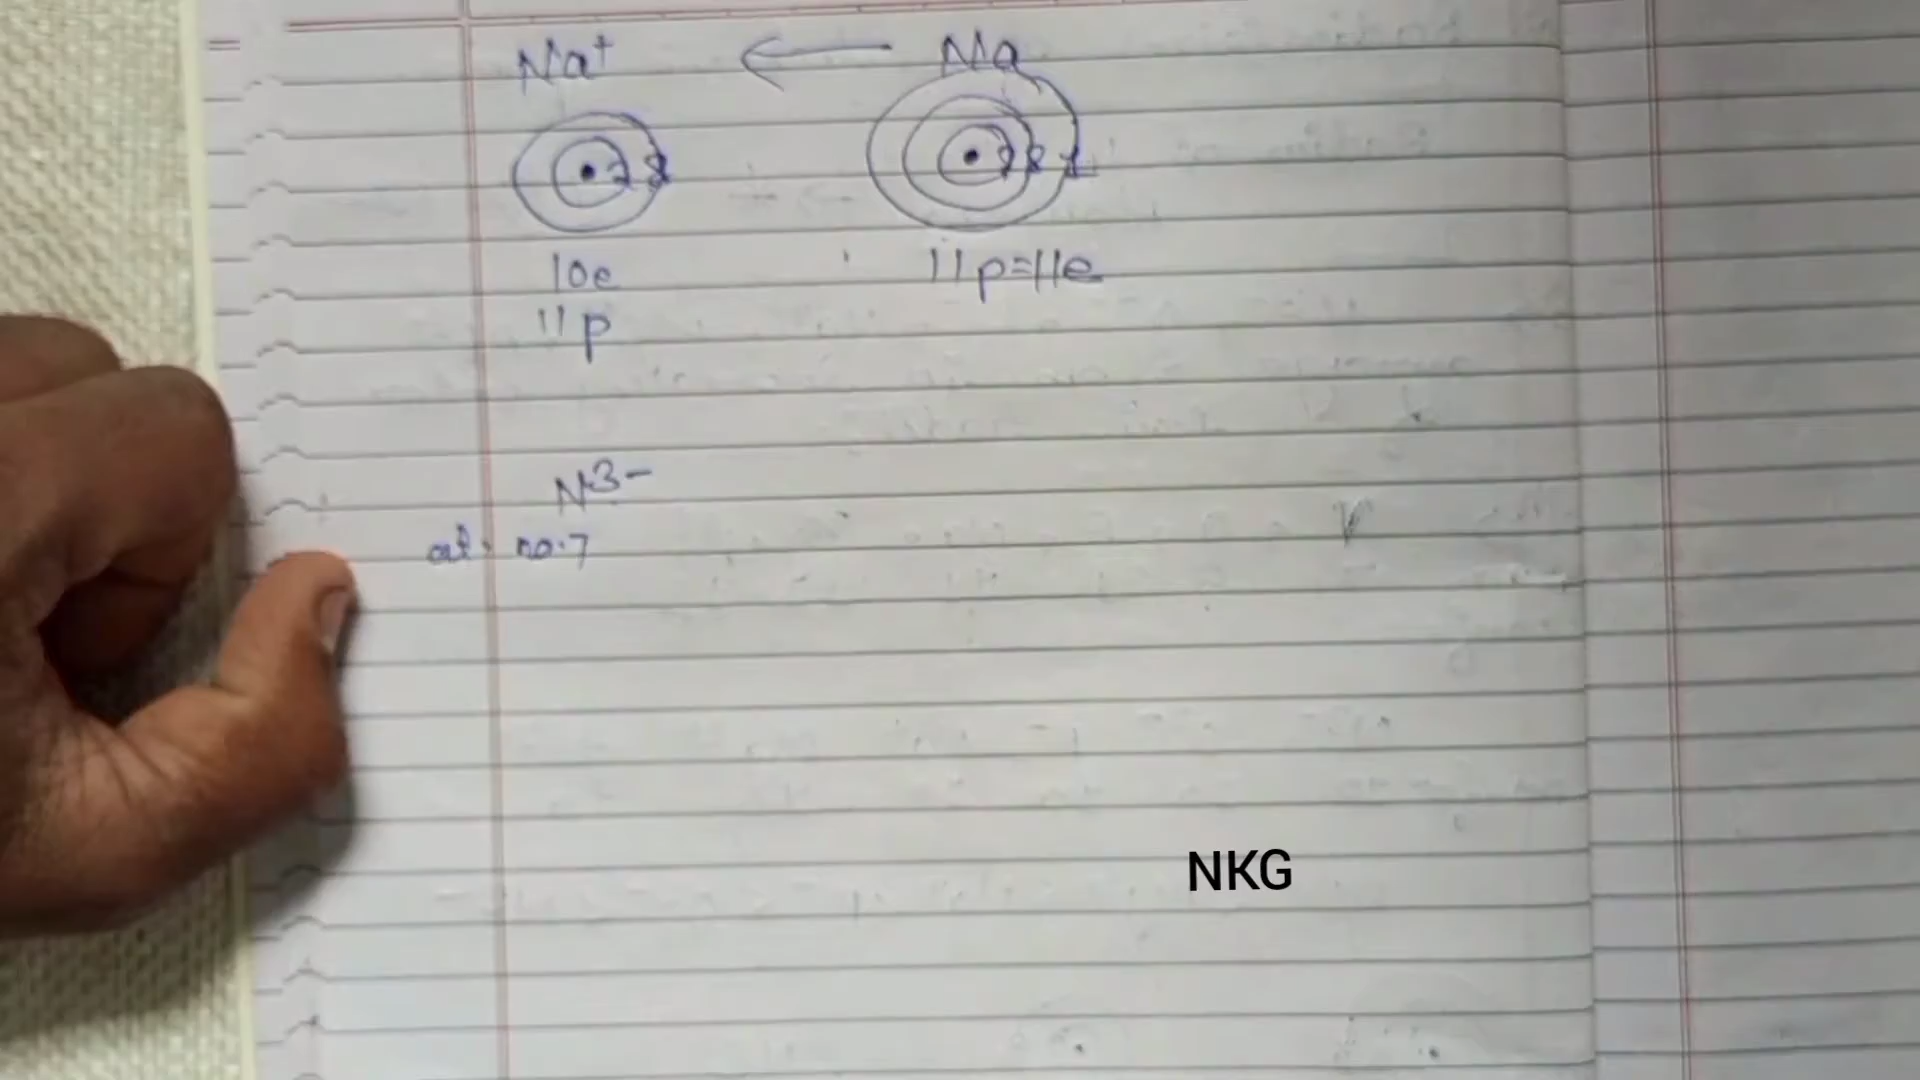 Na⁺ ← Na
2 8 2 8 1
10e 11p=11e
11p
N³⁻
at. no.7
NKG